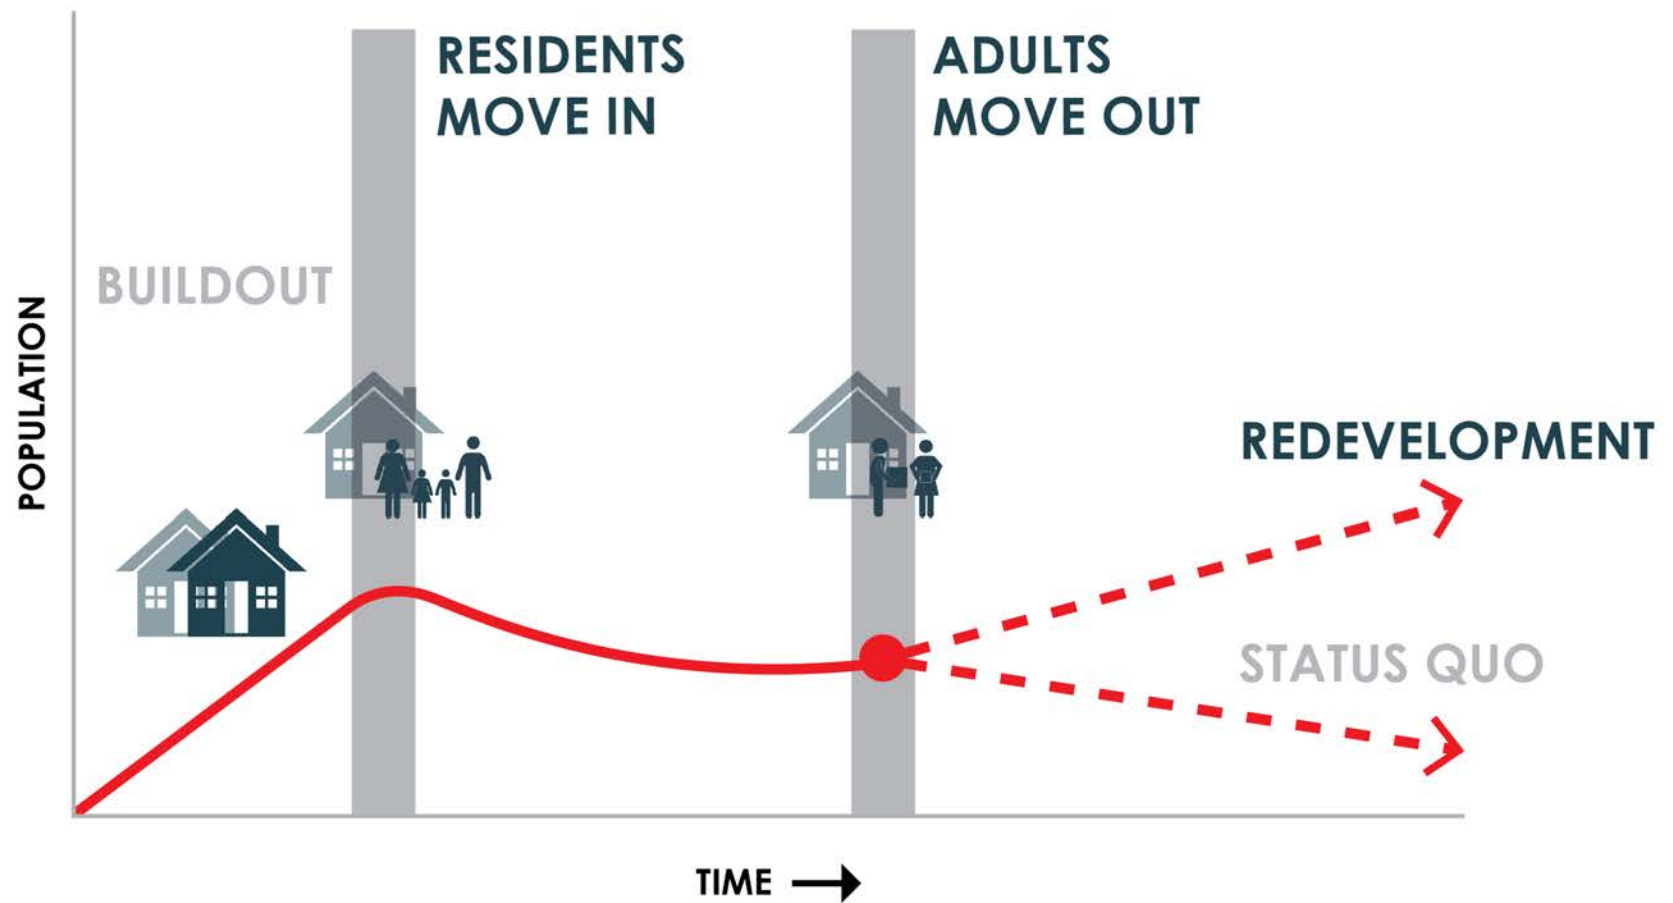 RESIDENTS
MOVE IN
ADULTS
MOVE OUT
BUILDOUT
POPULATION
REDEVELOPMENT
STATUS QUO
TIME